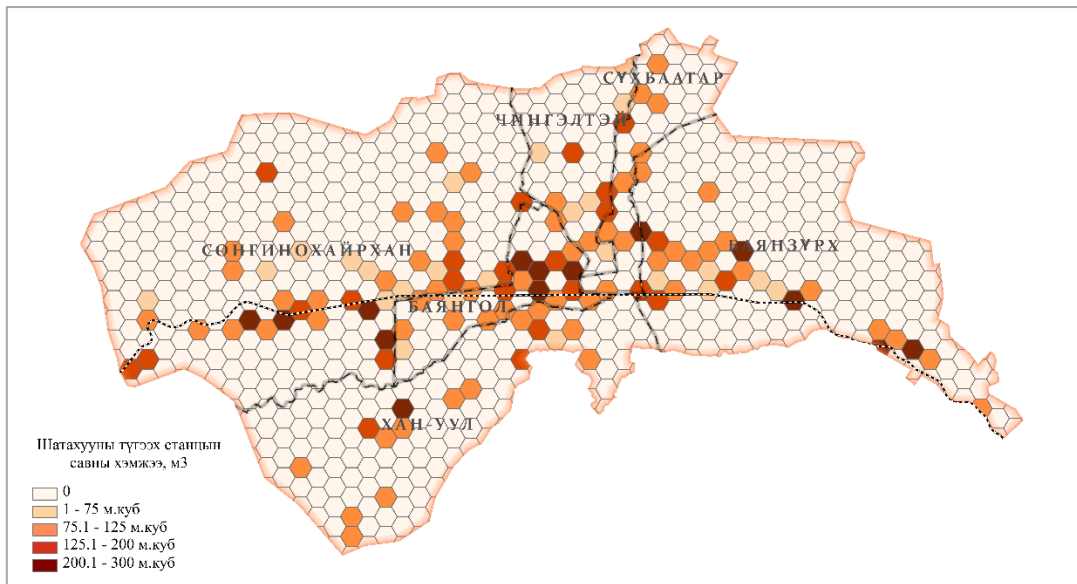 СҮХБААТАР
ЧИНГЭЛТЭЙ
СОНГИНОХАЙРХАН
БАЯНЗҮРХ
БАЯНГОЛ
ХАН-УУЛ
Шатахууны түгээх станцын
савны хэмжээ, м3
0
1 - 75 м.куб
75.1 - 125 м.куб
125.1 - 200 м.куб
200.1 - 300 м.куб